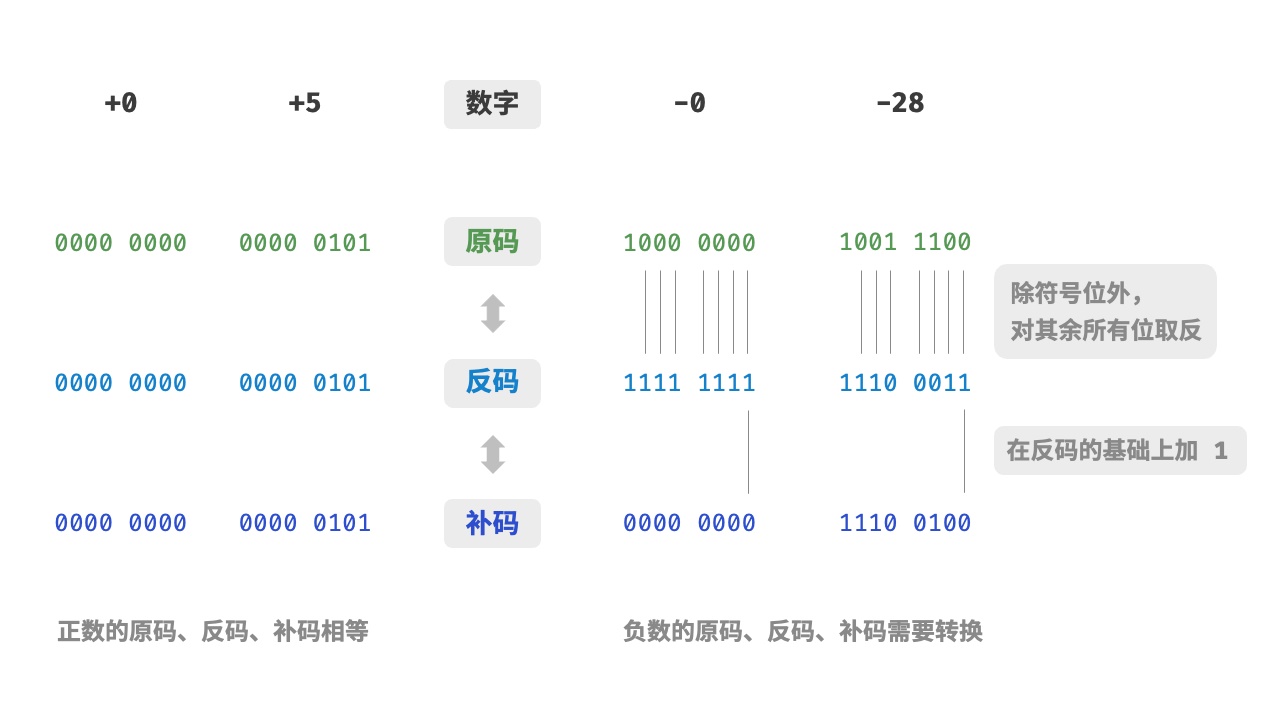 +0 +5 数字 -0 -28
0000 0000 0000 0101 原码 1000 0000 1001 1100
除符号位外，
对其余所有位取反
0000 0000 0000 0101 反码 1111 1111 1110 0011
在反码的基础上加 1
0000 0000 0000 0101 补码 0000 0000 1110 0100
正数的原码、反码、补码相等 负数的原码、反码、补码需要转换